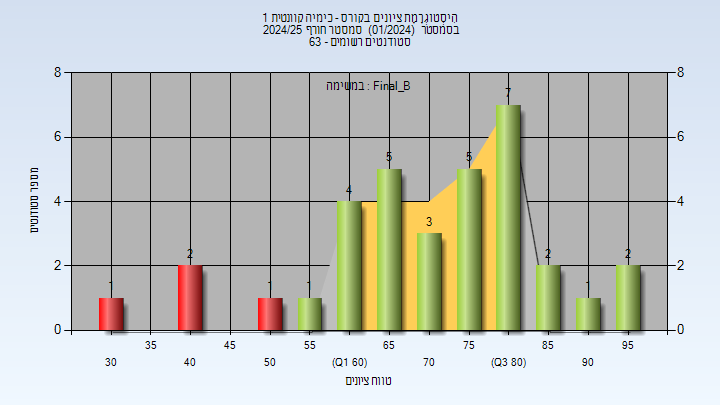 היסטוגרמת ציונים בקורס - כימיה קוונטית 1
בסמסטר (01/2024) סמסטר חורף 2024/25
סטודנטים רשומים - 63
במשימה : Final_B
מספר סטודנטים
8
6
4
2
0
8
6
4
2
0
1
2
1
1
4
5
3
5
7
2
1
2
35 45 55 65 75 85 95
30 40 50 (Q1 60) 70 (Q3 80) 90
טווח ציונים